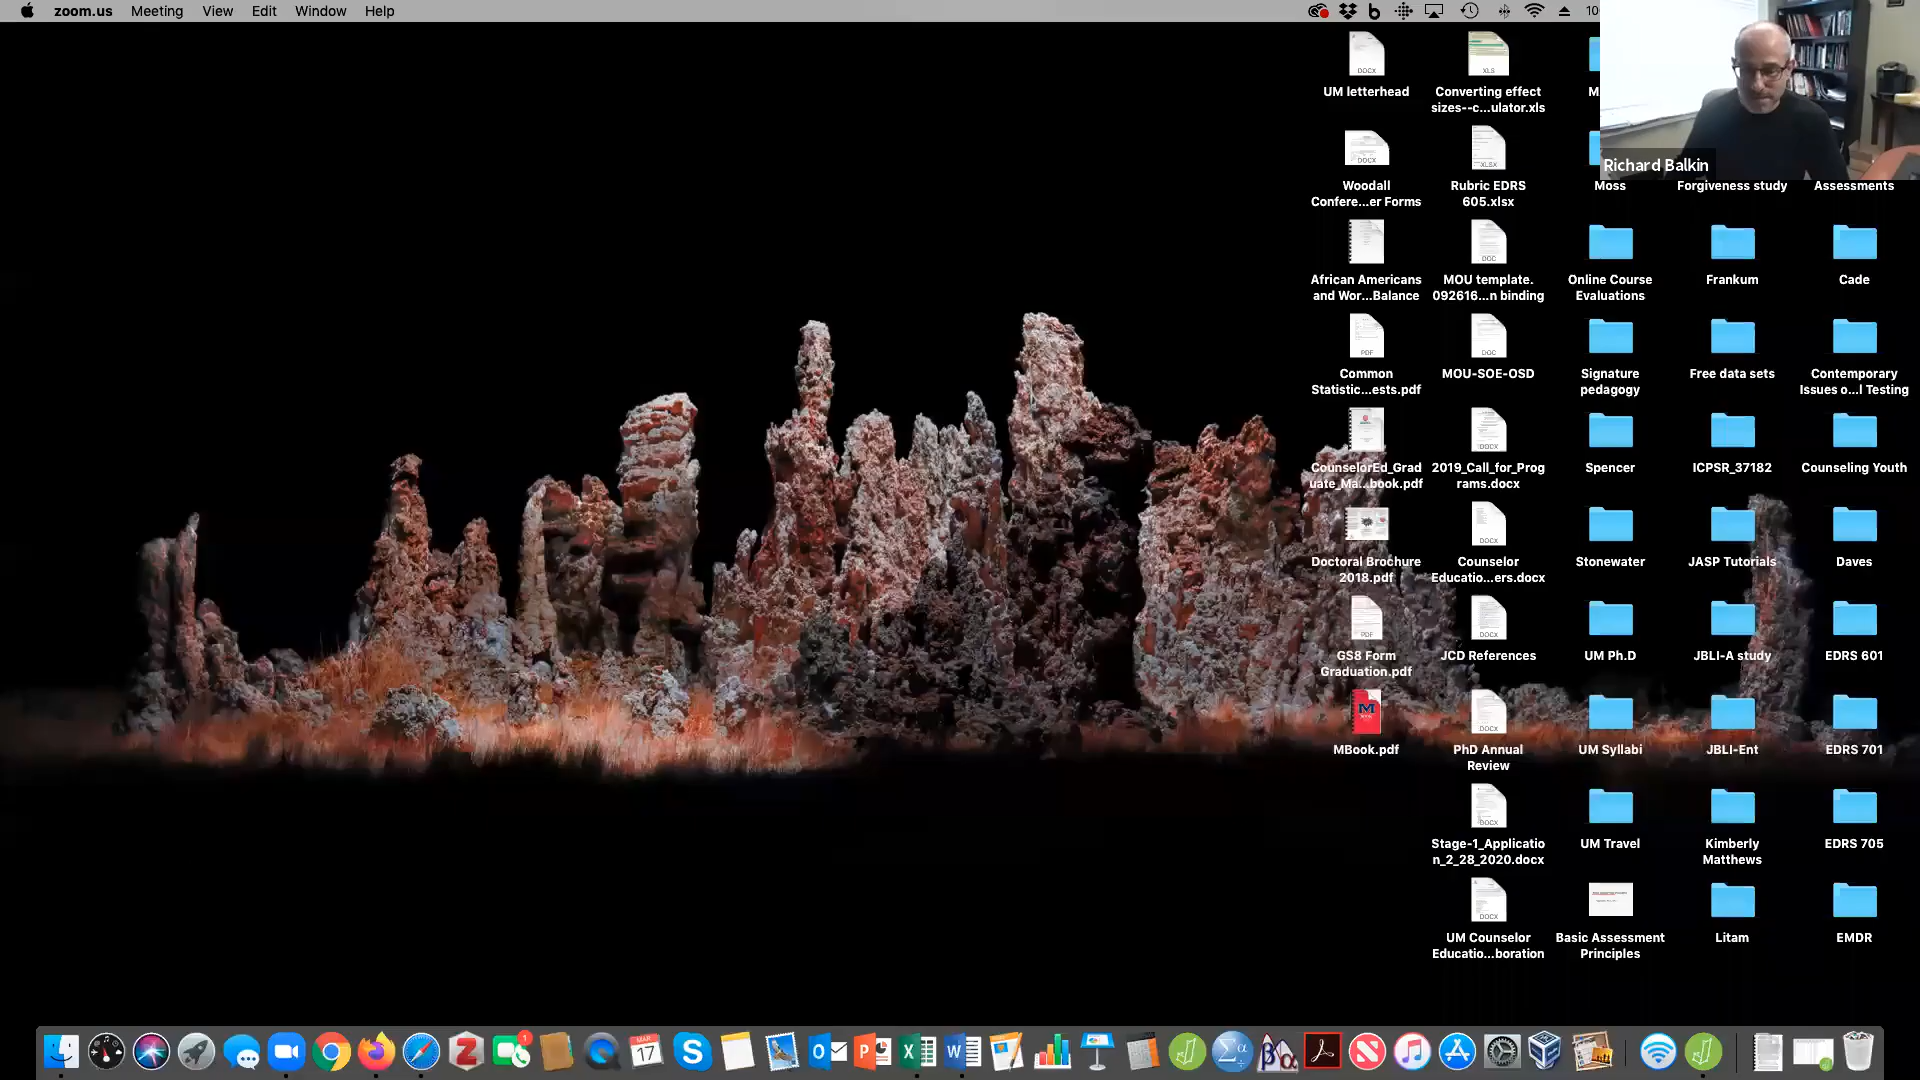 zoom.us Meeting View Edit Window Help
10
UM letterhead
Converting effect
sizes--c...ulator.xls
M
Richard Balkin
Woodall
Confere...er Forms
Rubric EDRS
605.xlsx
Moss
Forgiveness study
Assessments
African Americans
and Wor...Balance
MOU template.
092616...n binding
Online Course
Evaluations
Frankum
Cade
Common
Statistic...ests.pdf
MOU-SOE-OSD
Signature
pedagogy
Free data sets
Contemporary
Issues o...l Testing
CounselorEd_Grad
uate_Ma...book.pdf
2019_Call_for_Prog
rams.docx
Spencer
ICPSR_37182
Counseling Youth
Doctoral Brochure
2018.pdf
Counselor
Educatio...ers.docx
Stonewater
JASP Tutorials
Daves
GS8 Form
Graduation.pdf
JCD References
UM Ph.D
JBLI-A study
EDRS 601
MBook.pdf
PhD Annual
Review
UM Syllabi
JBLI-Ent
EDRS 701
Stage-1_Applicatio
n_2_28_2020.docx
UM Travel
Kimberly
Matthews
EDRS 705
UM Counselor
Educatio...boration
Basic Assessment
Principles
Litam
EMDR
MAR
17
1